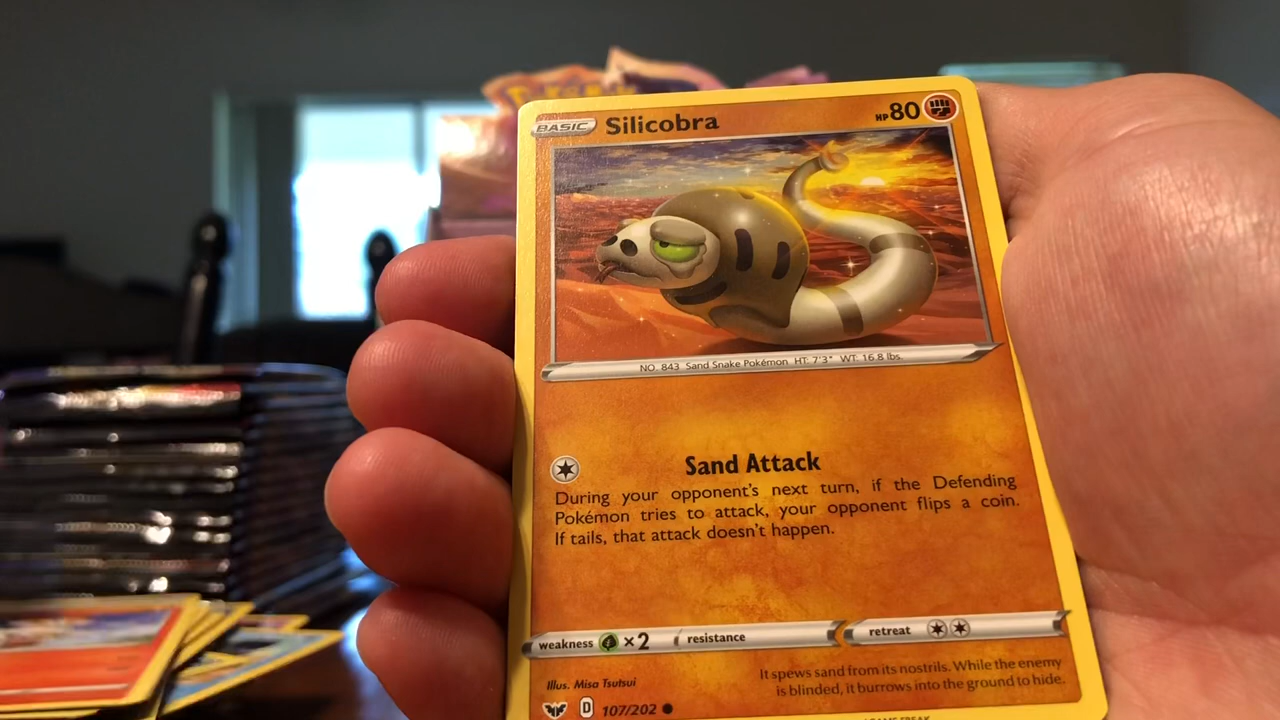 Pokémon
BASIC Silicobra HP 80
NO. 843 Sand Snake Pokémon HT: 7'3" WT: 16.8 lbs.
Sand Attack
During your opponent's next turn, if the Defending
Pokémon tries to attack, your opponent flips a coin.
If tails, that attack doesn't happen.
weakness ×2 resistance retreat
It spews sand from its nostrils. While the enemy
is blinded, it burrows into the ground to hide.
Illus. Misa Tsutsui
D 107/202
GAME FREAK